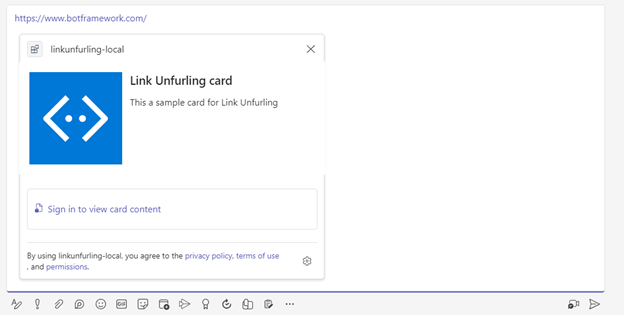 https://www.botframework.com/
linkunfurling-local
Link Unfurling card
This a sample card for Link Unfurling
Sign in to view card content
By using linkunfurling-local, you agree to the privacy policy, terms of use
, and permissions.
GIF